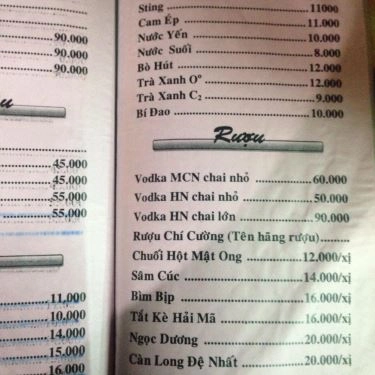 90.000
90.000
90.000
45.000
45.000
55.000
55.000
11,000
10,000
14,000
15.000
16.000
Sting 11000
Cam Ép 11.000
Nước Yến 10.000
Nước Suối 8.000
Bò Hút 12.000
Trà Xanh O° 12.000
Trà Xanh C₂ 9.000
Bí Đao 10.000
Rượu
Vodka MCN chai nhỏ 60.000
Vodka HN chai nhỏ 50.000
Vodka HN chai lớn 90.000
Rượu Chí Cường (Tên hãng rượu)
Chuối Hột Mật Ong 12.000/xị
Sâm Cúc 14.000/xị
Bìm Bịp 16.000/xị
Tắt Kè Hải Mã 16.000/xị
Ngọc Dương 20.000/xị
Càn Long Đệ Nhất 20.000/xị